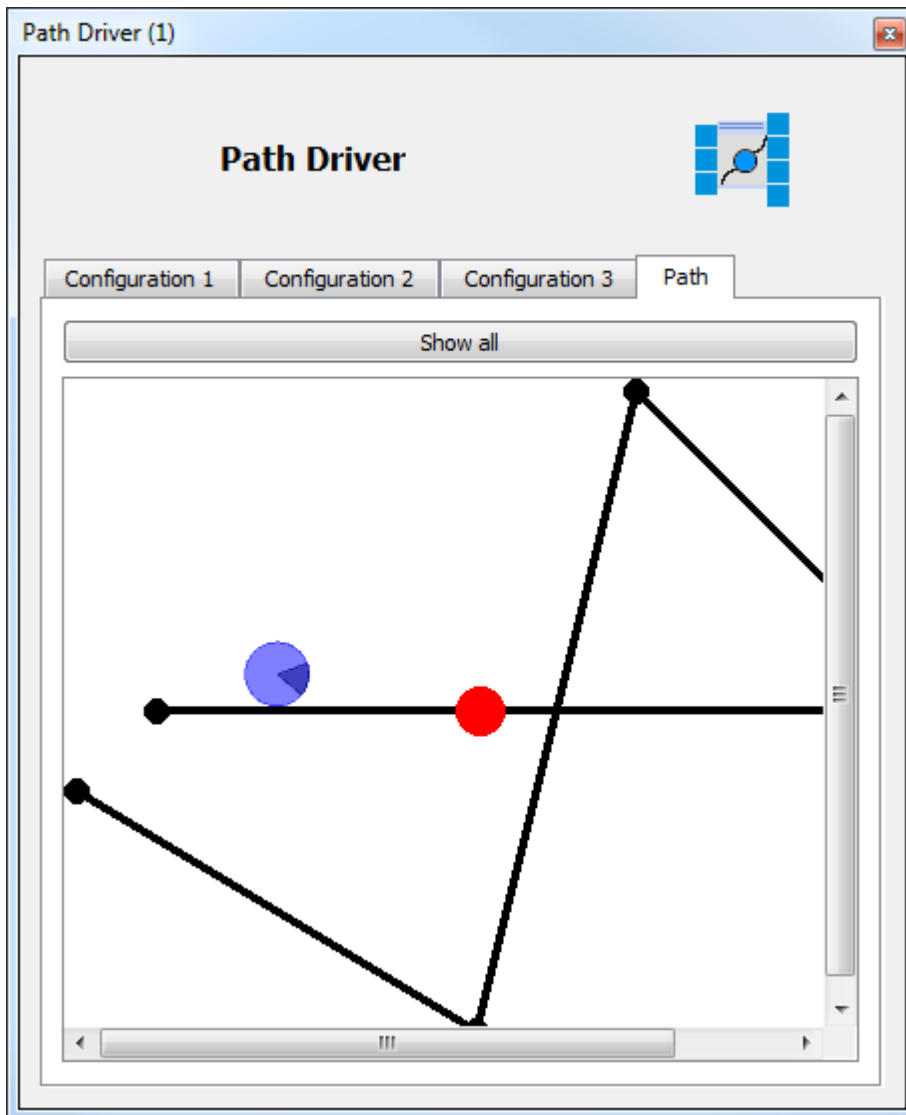 Path Driver (1)
Path Driver
Configuration 1 Configuration 2 Configuration 3 Path
Show all